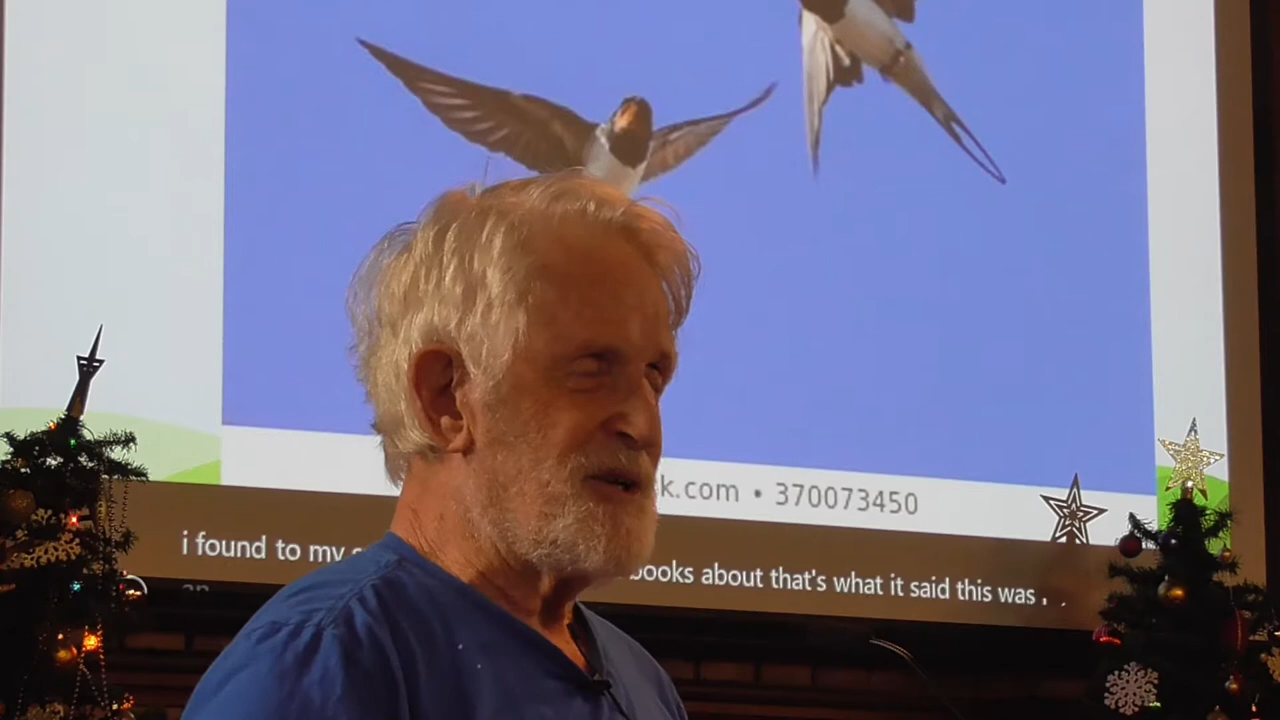 k.com • 370073450
i found to my books about that's what it said this was